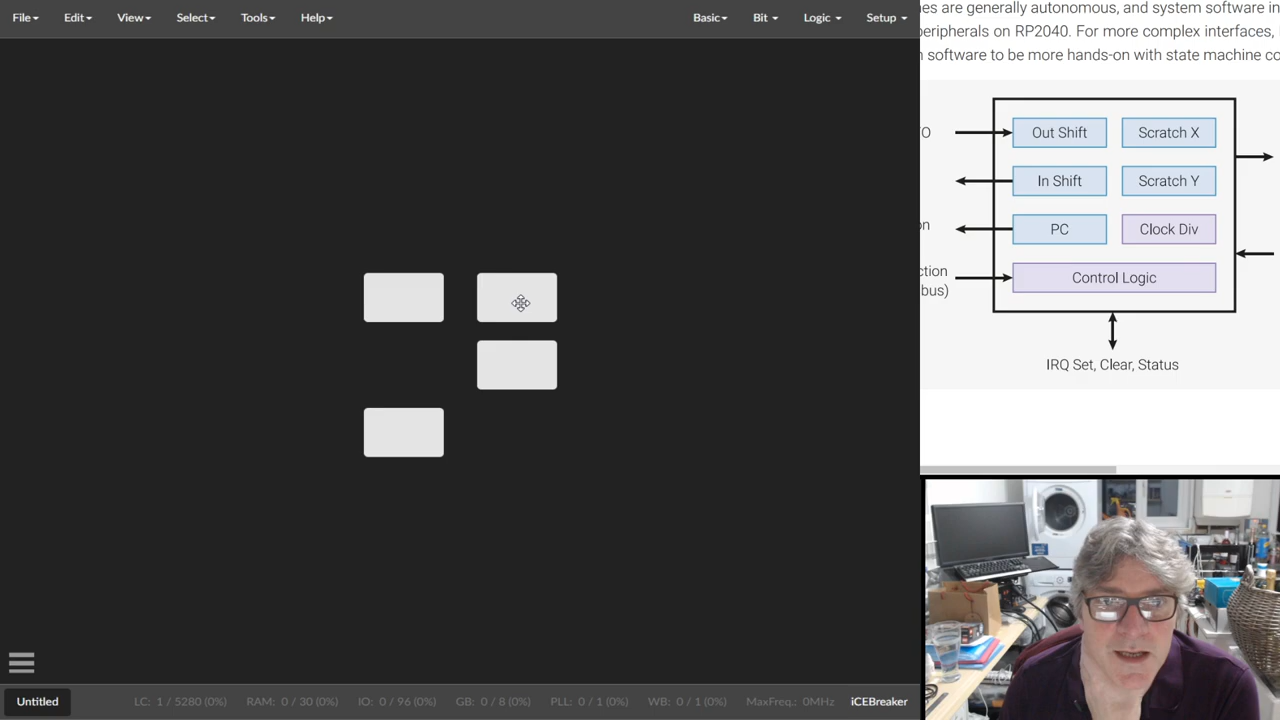 File Edit View Select Tools Help Basic Bit Logic Setup
es are generally autonomous, and system software in
peripherals on RP2040. For more complex interfaces,
software to be more hands-on with state machine co
O
Out Shift
Scratch X
In Shift
Scratch Y
on
PC
Clock Div
ction
bus)
Control Logic
IRQ Set, Clear, Status
Untitled LC: 1 / 5280 (0%) RAM: 0 / 30 (0%) IO: 0 / 96 (0%) GB: 0 / 8 (0%) PLL: 0 / 1 (0%) WB: 0 / 1 (0%) MaxFreq.: 0MHz iCEBreaker